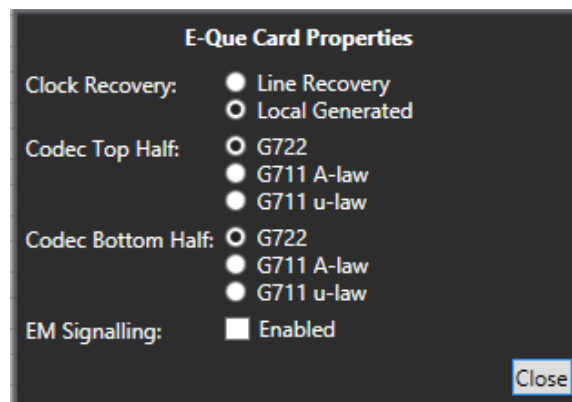 E-Que Card Properties
Clock Recovery: Line Recovery
Local Generated
Codec Top Half: G722
G711 A-law
G711 u-law
Codec Bottom Half: G722
G711 A-law
G711 u-law
EM Signalling: Enabled
Close